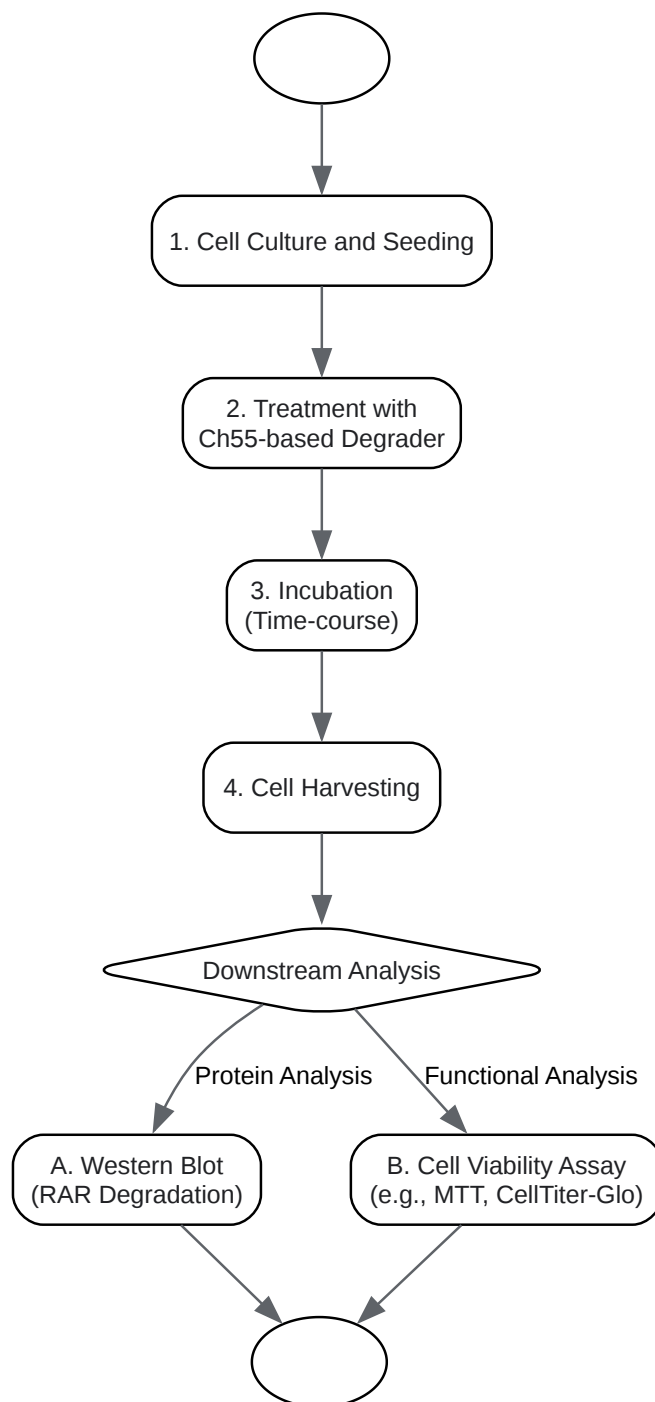 1. Cell Culture and Seeding
2. Treatment with
Ch55-based Degrader
3. Incubation
(Time-course)
4. Cell Harvesting
Downstream Analysis
Protein Analysis
Functional Analysis
A. Western Blot
(RAR Degradation)
B. Cell Viability Assay
(e.g., MTT, CellTiter-Glo)